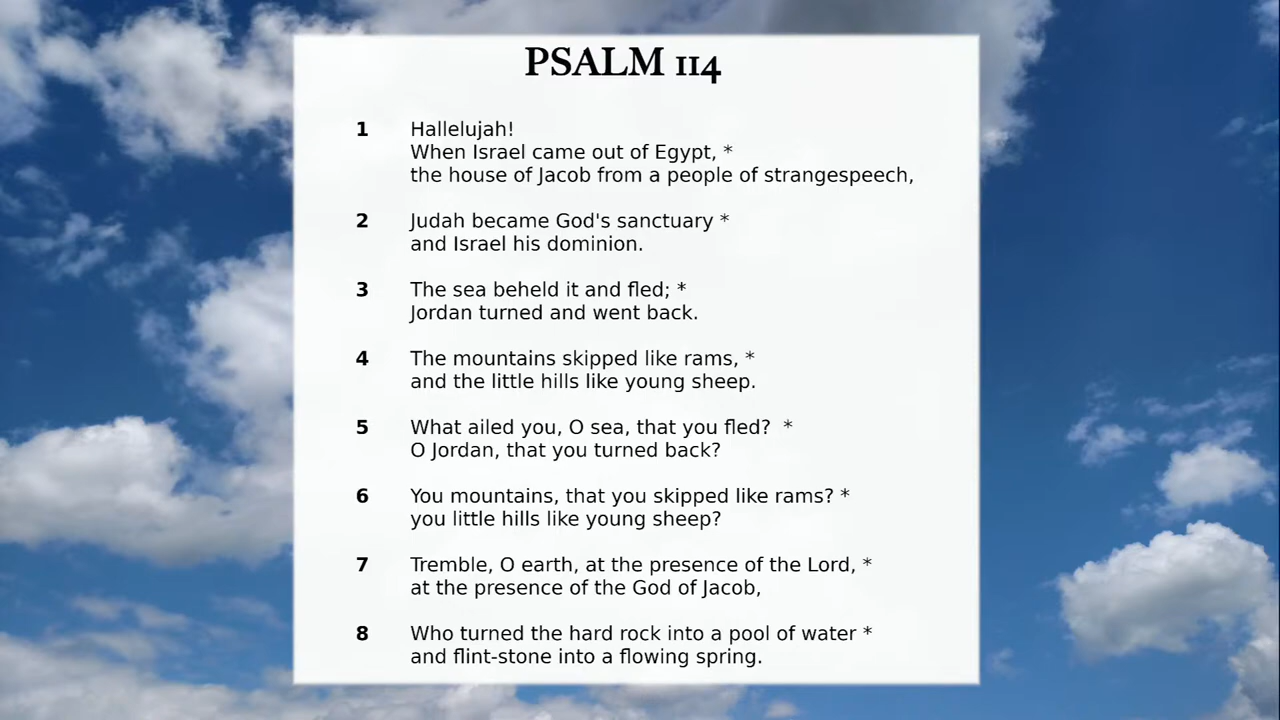 PSALM 114
1 Hallelujah!
When Israel came out of Egypt, *
the house of Jacob from a people of strangespeech,
2 Judah became God's sanctuary *
and Israel his dominion.
3 The sea beheld it and fled; *
Jordan turned and went back.
4 The mountains skipped like rams, *
and the little hills like young sheep.
5 What ailed you, O sea, that you fled? *
O Jordan, that you turned back?
6 You mountains, that you skipped like rams? *
you little hills like young sheep?
7 Tremble, O earth, at the presence of the Lord, *
at the presence of the God of Jacob,
8 Who turned the hard rock into a pool of water *
and flint-stone into a flowing spring.